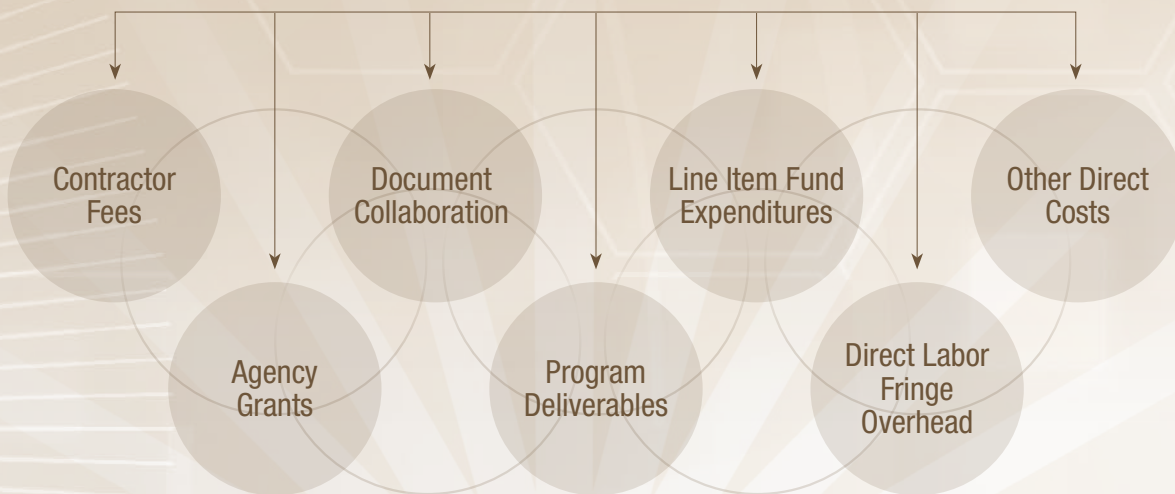 Contractor
Fees
Document
Collaboration
Line Item Fund
Expenditures
Other Direct
Costs
Agency
Grants
Program
Deliverables
Direct Labor
Fringe
Overhead